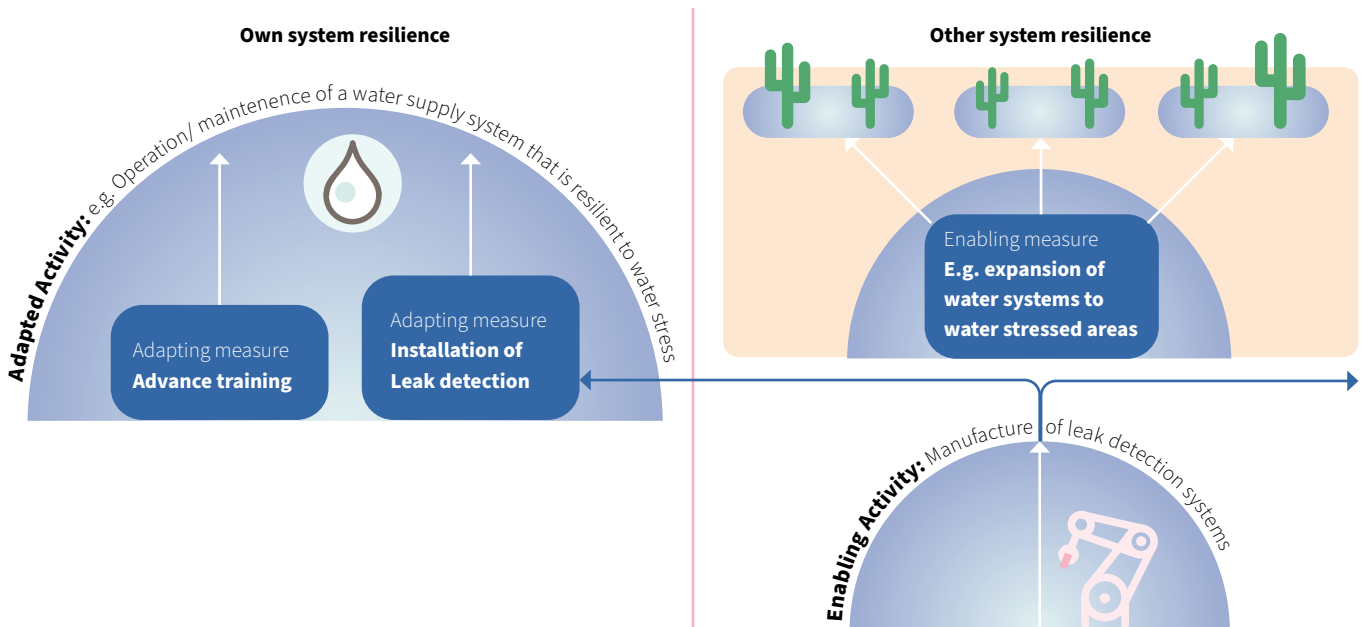 Own system resilience
Adapted Activity: e.g. Operation/ maintenence of a water supply system that is resilient to water stress
Adapting measure
Advance training
Adapting measure
Installation of
Leak detection
Other system resilience
Enabling measure
E.g. expansion of
water systems to
water stressed areas
Enabling Activity: Manufacture of leak detection systems